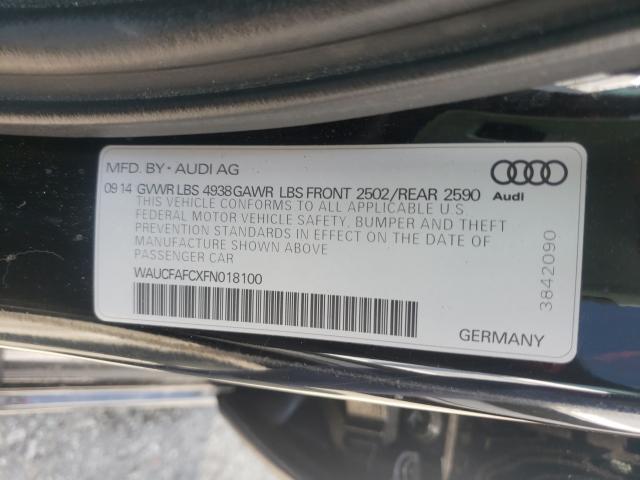 MFD. BY • AUDI AG
09 14 GVWR LBS 4938 GAWR LBS FRONT 2502/REAR 2590
THIS VEHICLE CONFORMS TO ALL APPLICABLE U.S.
FEDERAL MOTOR VEHICLE SAFETY, BUMPER AND THEFT
PREVENTION STANDARDS IN EFFECT ON THE DATE OF
MANUFACTURE SHOWN ABOVE
PASSENGER CAR
WAUCFAFCXFN018100
Audi
3842090
GERMANY